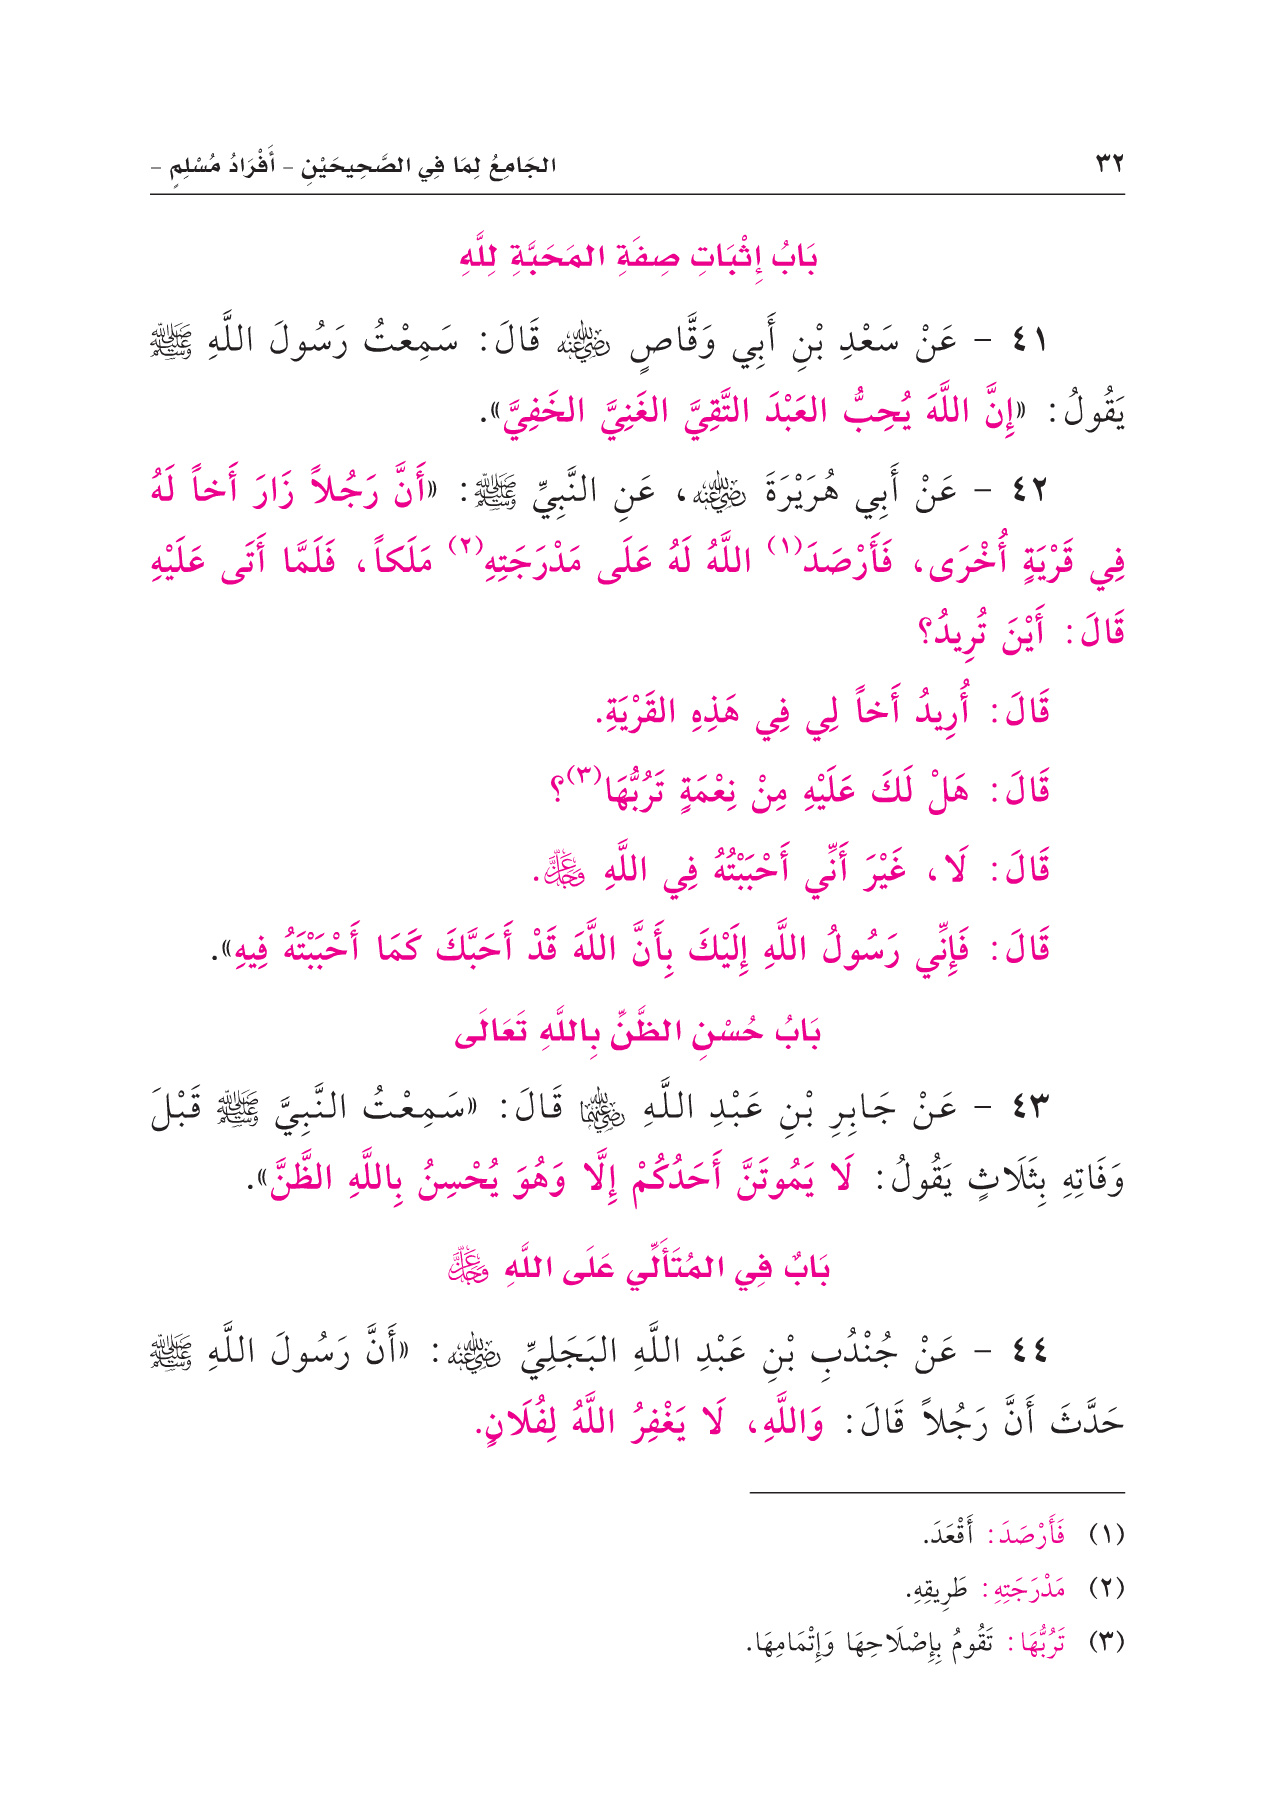 ٣٢ الجَامِعُ لِمَا فِي الصَّحِيحَيْنِ - أَفْرَادُ مُسْلِمٍ -
بَابُ إِثْبَاتِ صِفَةِ المَحَبَّةِ لِلَّهِ
٤١ - عَنْ سَعْدِ بْنِ أَبِي وَقَّاصٍ رضي الله عنه قَالَ: سَمِعْتُ رَسُولَ اللَّهِ ﷺ
يَقُولُ: «إِنَّ اللَّهَ يُحِبُّ العَبْدَ التَّقِيَّ الغَنِيَّ الخَفِيَّ».
٤٢ - عَنْ أَبِي هُرَيْرَةَ رضي الله عنه، عَنِ النَّبِيِّ ﷺ: «أَنَّ رَجُلاً زَارَ أَخاً لَهُ
فِي قَرْيَةٍ أُخْرَى، فَأَرْصَدَ(١) اللَّهُ لَهُ عَلَى مَدْرَجَتِهِ(٢) مَلَكاً، فَلَمَّا أَتَى عَلَيْهِ
قَالَ: أَيْنَ تُرِيدُ؟
قَالَ: أُرِيدُ أَخاً لِي فِي هَذِهِ القَرْيَةِ.
قَالَ: هَلْ لَكَ عَلَيْهِ مِنْ نِعْمَةٍ تَرُبُّهَا(٣)؟
قَالَ: لَا، غَيْرَ أَنِّي أَحْبَبْتُهُ فِي اللَّهِ عز وجل.
قَالَ: فَإِنِّي رَسُولُ اللَّهِ إِلَيْكَ بِأَنَّ اللَّهَ قَدْ أَحَبَّكَ كَمَا أَحْبَبْتَهُ فِيهِ».
بَابُ حُسْنِ الظَّنِّ بِاللَّهِ تَعَالَى
٤٣ - عَنْ جَابِرِ بْنِ عَبْدِ اللَّهِ رضي الله عنهما قَالَ: «سَمِعْتُ النَّبِيَّ ﷺ قَبْلَ
وَفَاتِهِ بِثَلَاثٍ يَقُولُ: لَا يَمُوتَنَّ أَحَدُكُمْ إِلَّا وَهُوَ يُحْسِنُ بِاللَّهِ الظَّنَّ».
بَابٌ فِي المُتَأَلِّي عَلَى اللَّهِ عز وجل
٤٤ - عَنْ جُنْدُبِ بْنِ عَبْدِ اللَّهِ البَجَلِيِّ رضي الله عنه: «أَنَّ رَسُولَ اللَّهِ ﷺ
حَدَّثَ أَنَّ رَجُلاً قَالَ: وَاللَّهِ، لَا يَغْفِرُ اللَّهُ لِفُلَانٍ.
(١) فَأَرْصَدَ: أَقْعَدَ.
(٢) مَدْرَجَتِهِ: طَرِيقِهِ.
(٣) تَرُبُّهَا: تَقُومُ بِإِصْلَاحِهَا وَإِتْمَامِهَا.